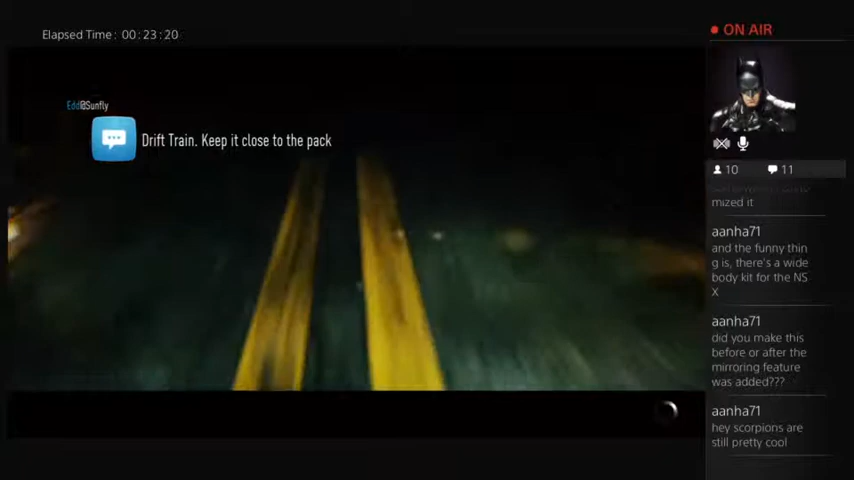 Elapsed Time: 00:23:20
ON AIR
Edd@Sunfly
Drift Train. Keep it close to the pack
10
11
mized it
aanha71
and the funny thin
g is, there's a wide
body kit for the NS
X
aanha71
did you make this
before or after the
mirroring feature
was added???
aanha71
hey scorpions are
still pretty cool